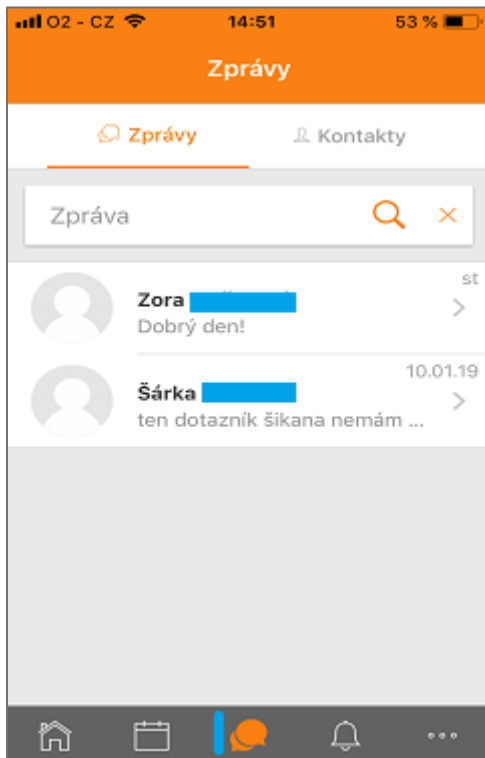 O2 - CZ 14:51 53 %
Zprávy
Zprávy Kontakty
Zpráva
st
Zora
Dobrý den!
10.01.19
Šárka
ten dotazník šikana nemám ...